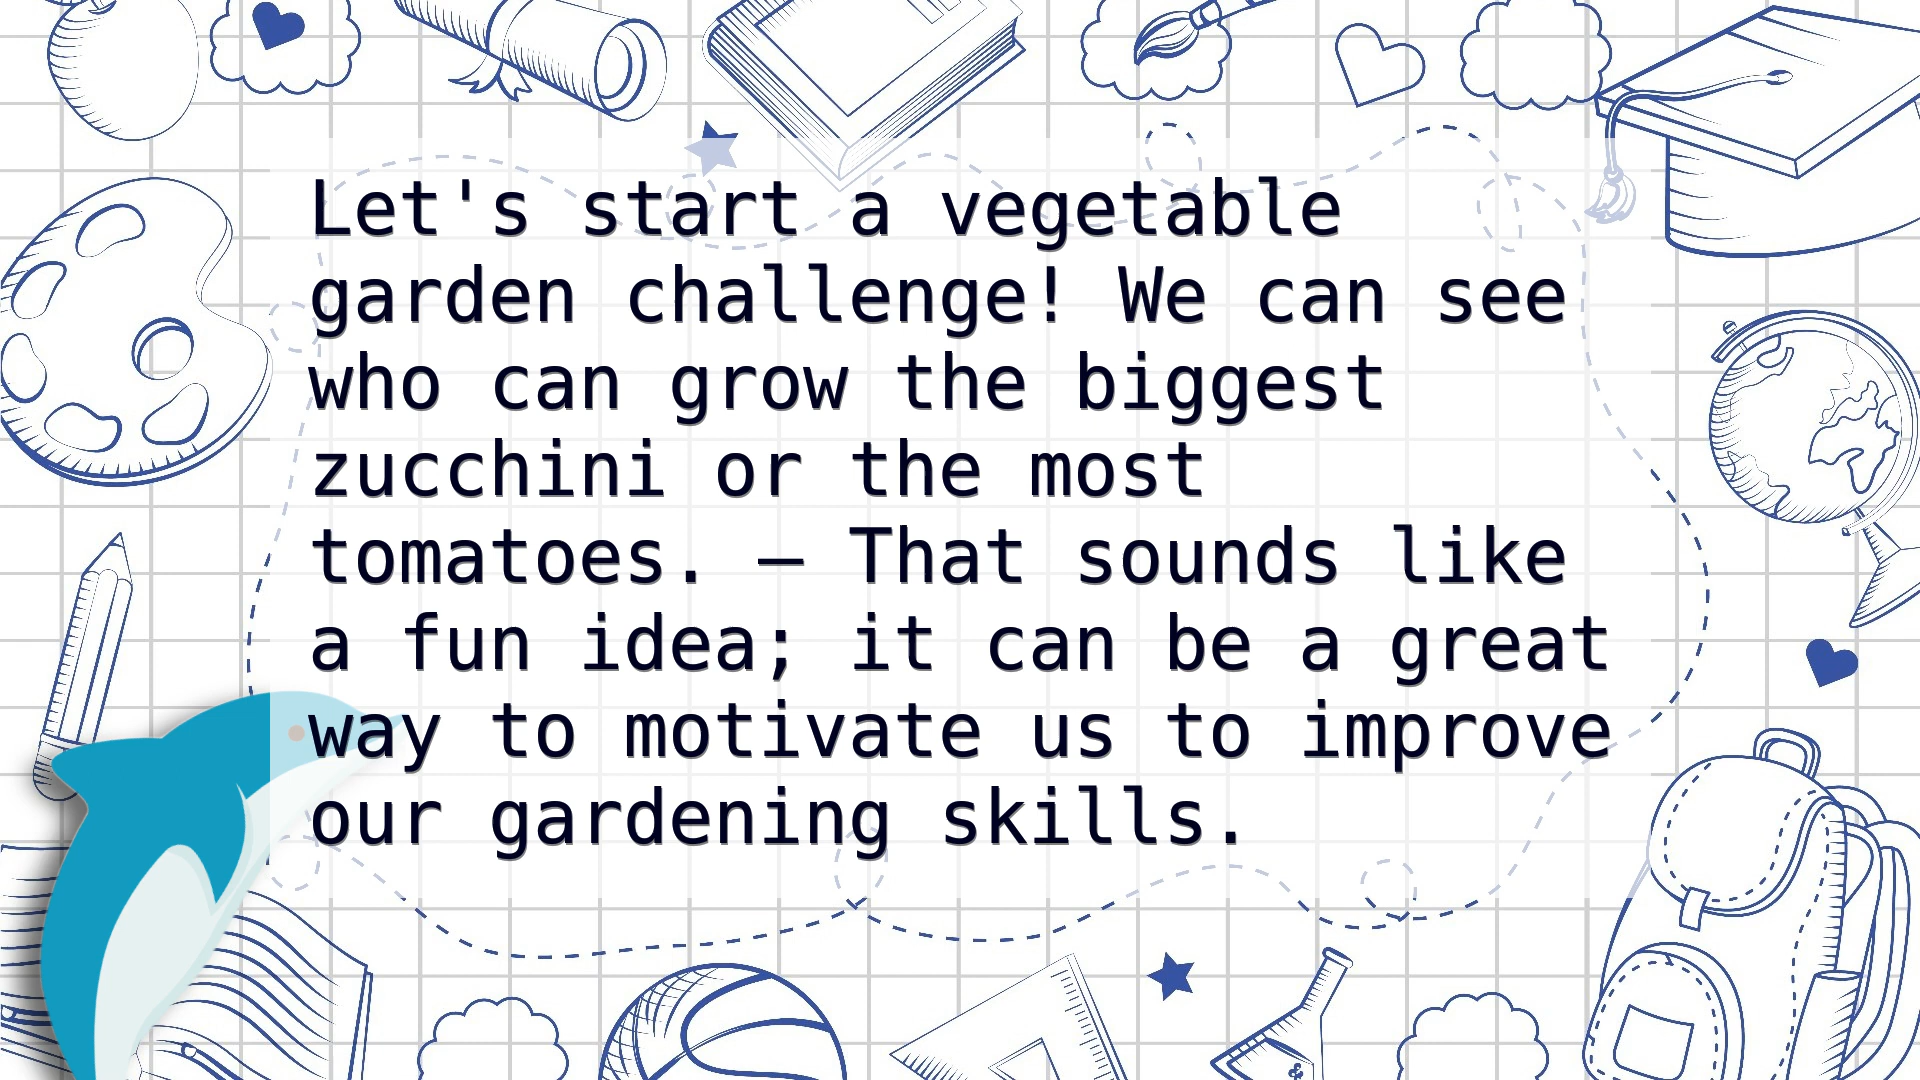 Let's start a vegetable
garden challenge! We can see
who can grow the biggest
zucchini or the most
tomatoes. – That sounds like
a fun idea; it can be a great
way to motivate us to improve
our gardening skills.